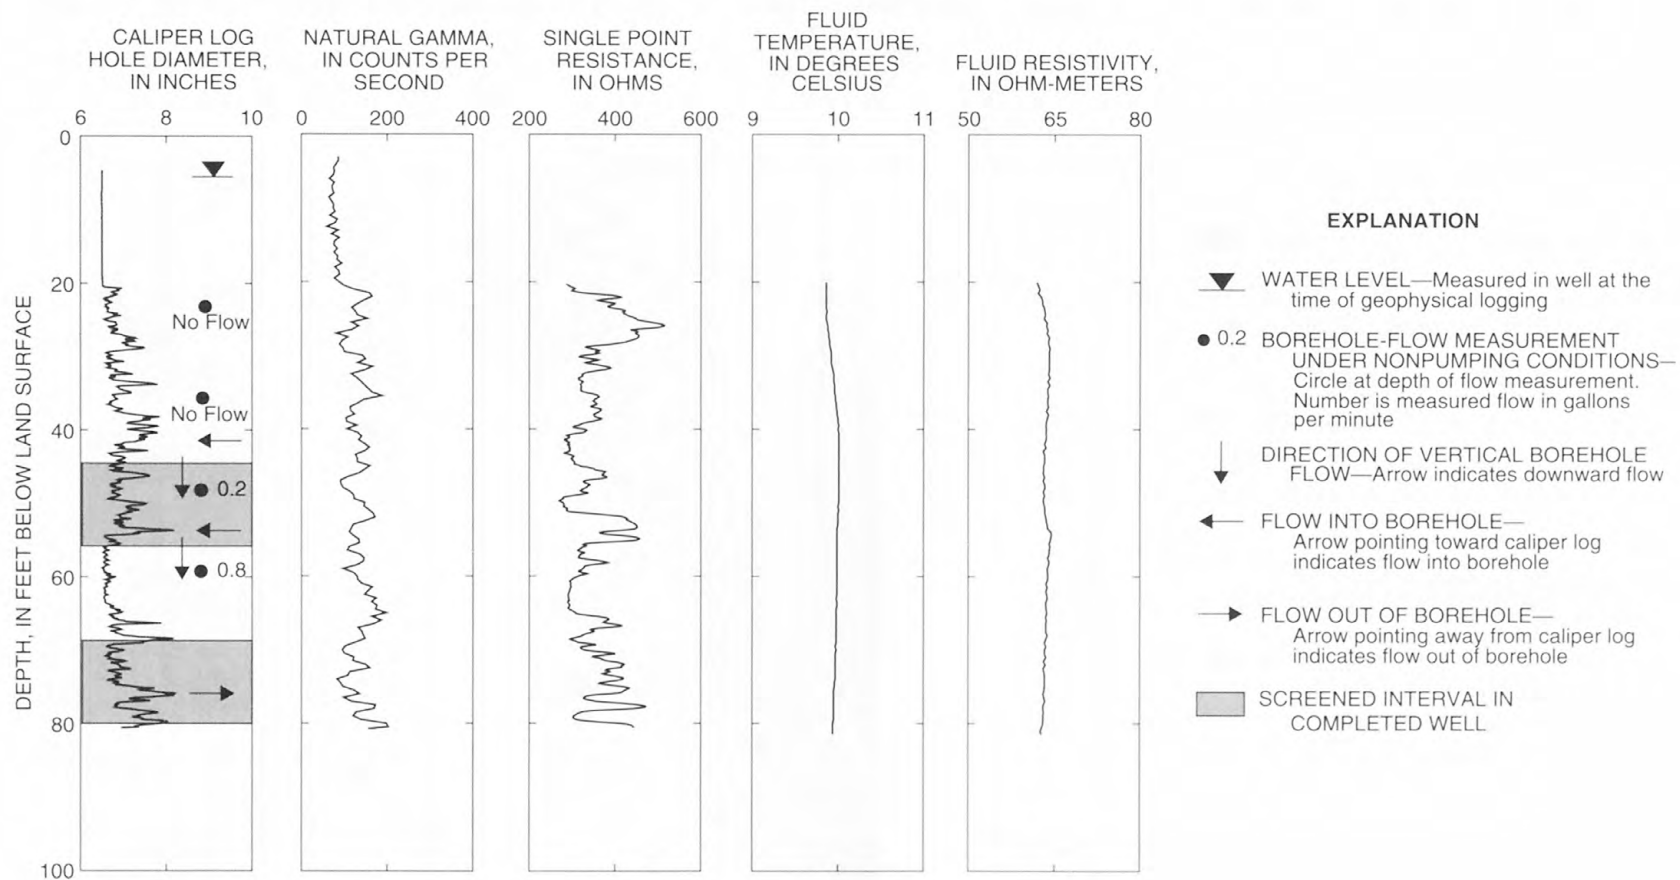 CALIPER LOG
HOLE DIAMETER,
IN INCHES
6 8 10
NATURAL GAMMA,
IN COUNTS PER
SECOND
0 200 400
SINGLE POINT
RESISTANCE,
IN OHMS
200 400 600
FLUID
TEMPERATURE,
IN DEGREES
CELSIUS
9 10 11
FLUID RESISTIVITY,
IN OHM-METERS
50 65 80
DEPTH, IN FEET BELOW LAND SURFACE
0
20
40
60
80
100
No Flow
No Flow
0.2
0.8
EXPLANATION
WATER LEVEL—Measured in well at the
time of geophysical logging
0.2 BOREHOLE-FLOW MEASUREMENT
UNDER NONPUMPING CONDITIONS—
Circle at depth of flow measurement.
Number is measured flow in gallons
per minute
DIRECTION OF VERTICAL BOREHOLE
FLOW—Arrow indicates downward flow
FLOW INTO BOREHOLE—
Arrow pointing toward caliper log
indicates flow into borehole
FLOW OUT OF BOREHOLE—
Arrow pointing away from caliper log
indicates flow out of borehole
SCREENED INTERVAL IN
COMPLETED WELL